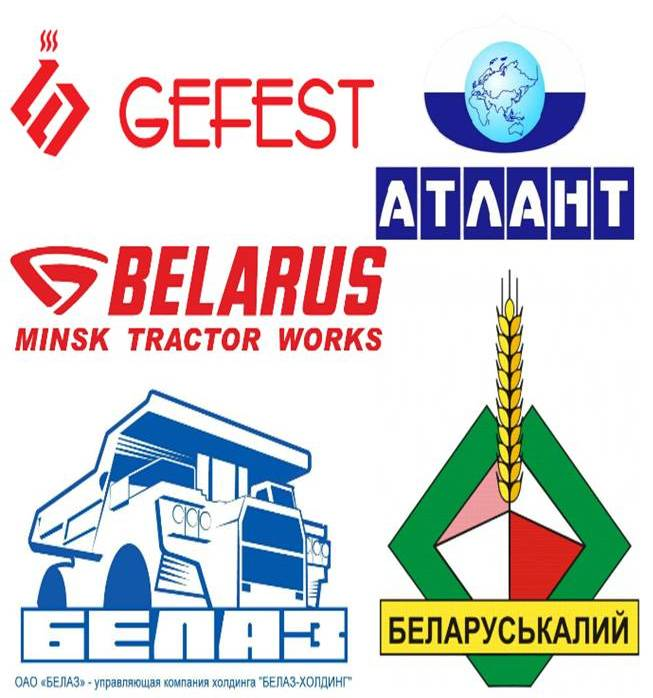 GEFEST
АТЛАНТ
BELARUS
MINSK TRACTOR WORKS
БЕЛАЗ
ОАО «БЕЛАЗ» - управляющая компания холдинга "БЕЛАЗ-ХОЛДИНГ"
БЕЛАРУСЬКАЛИЙ